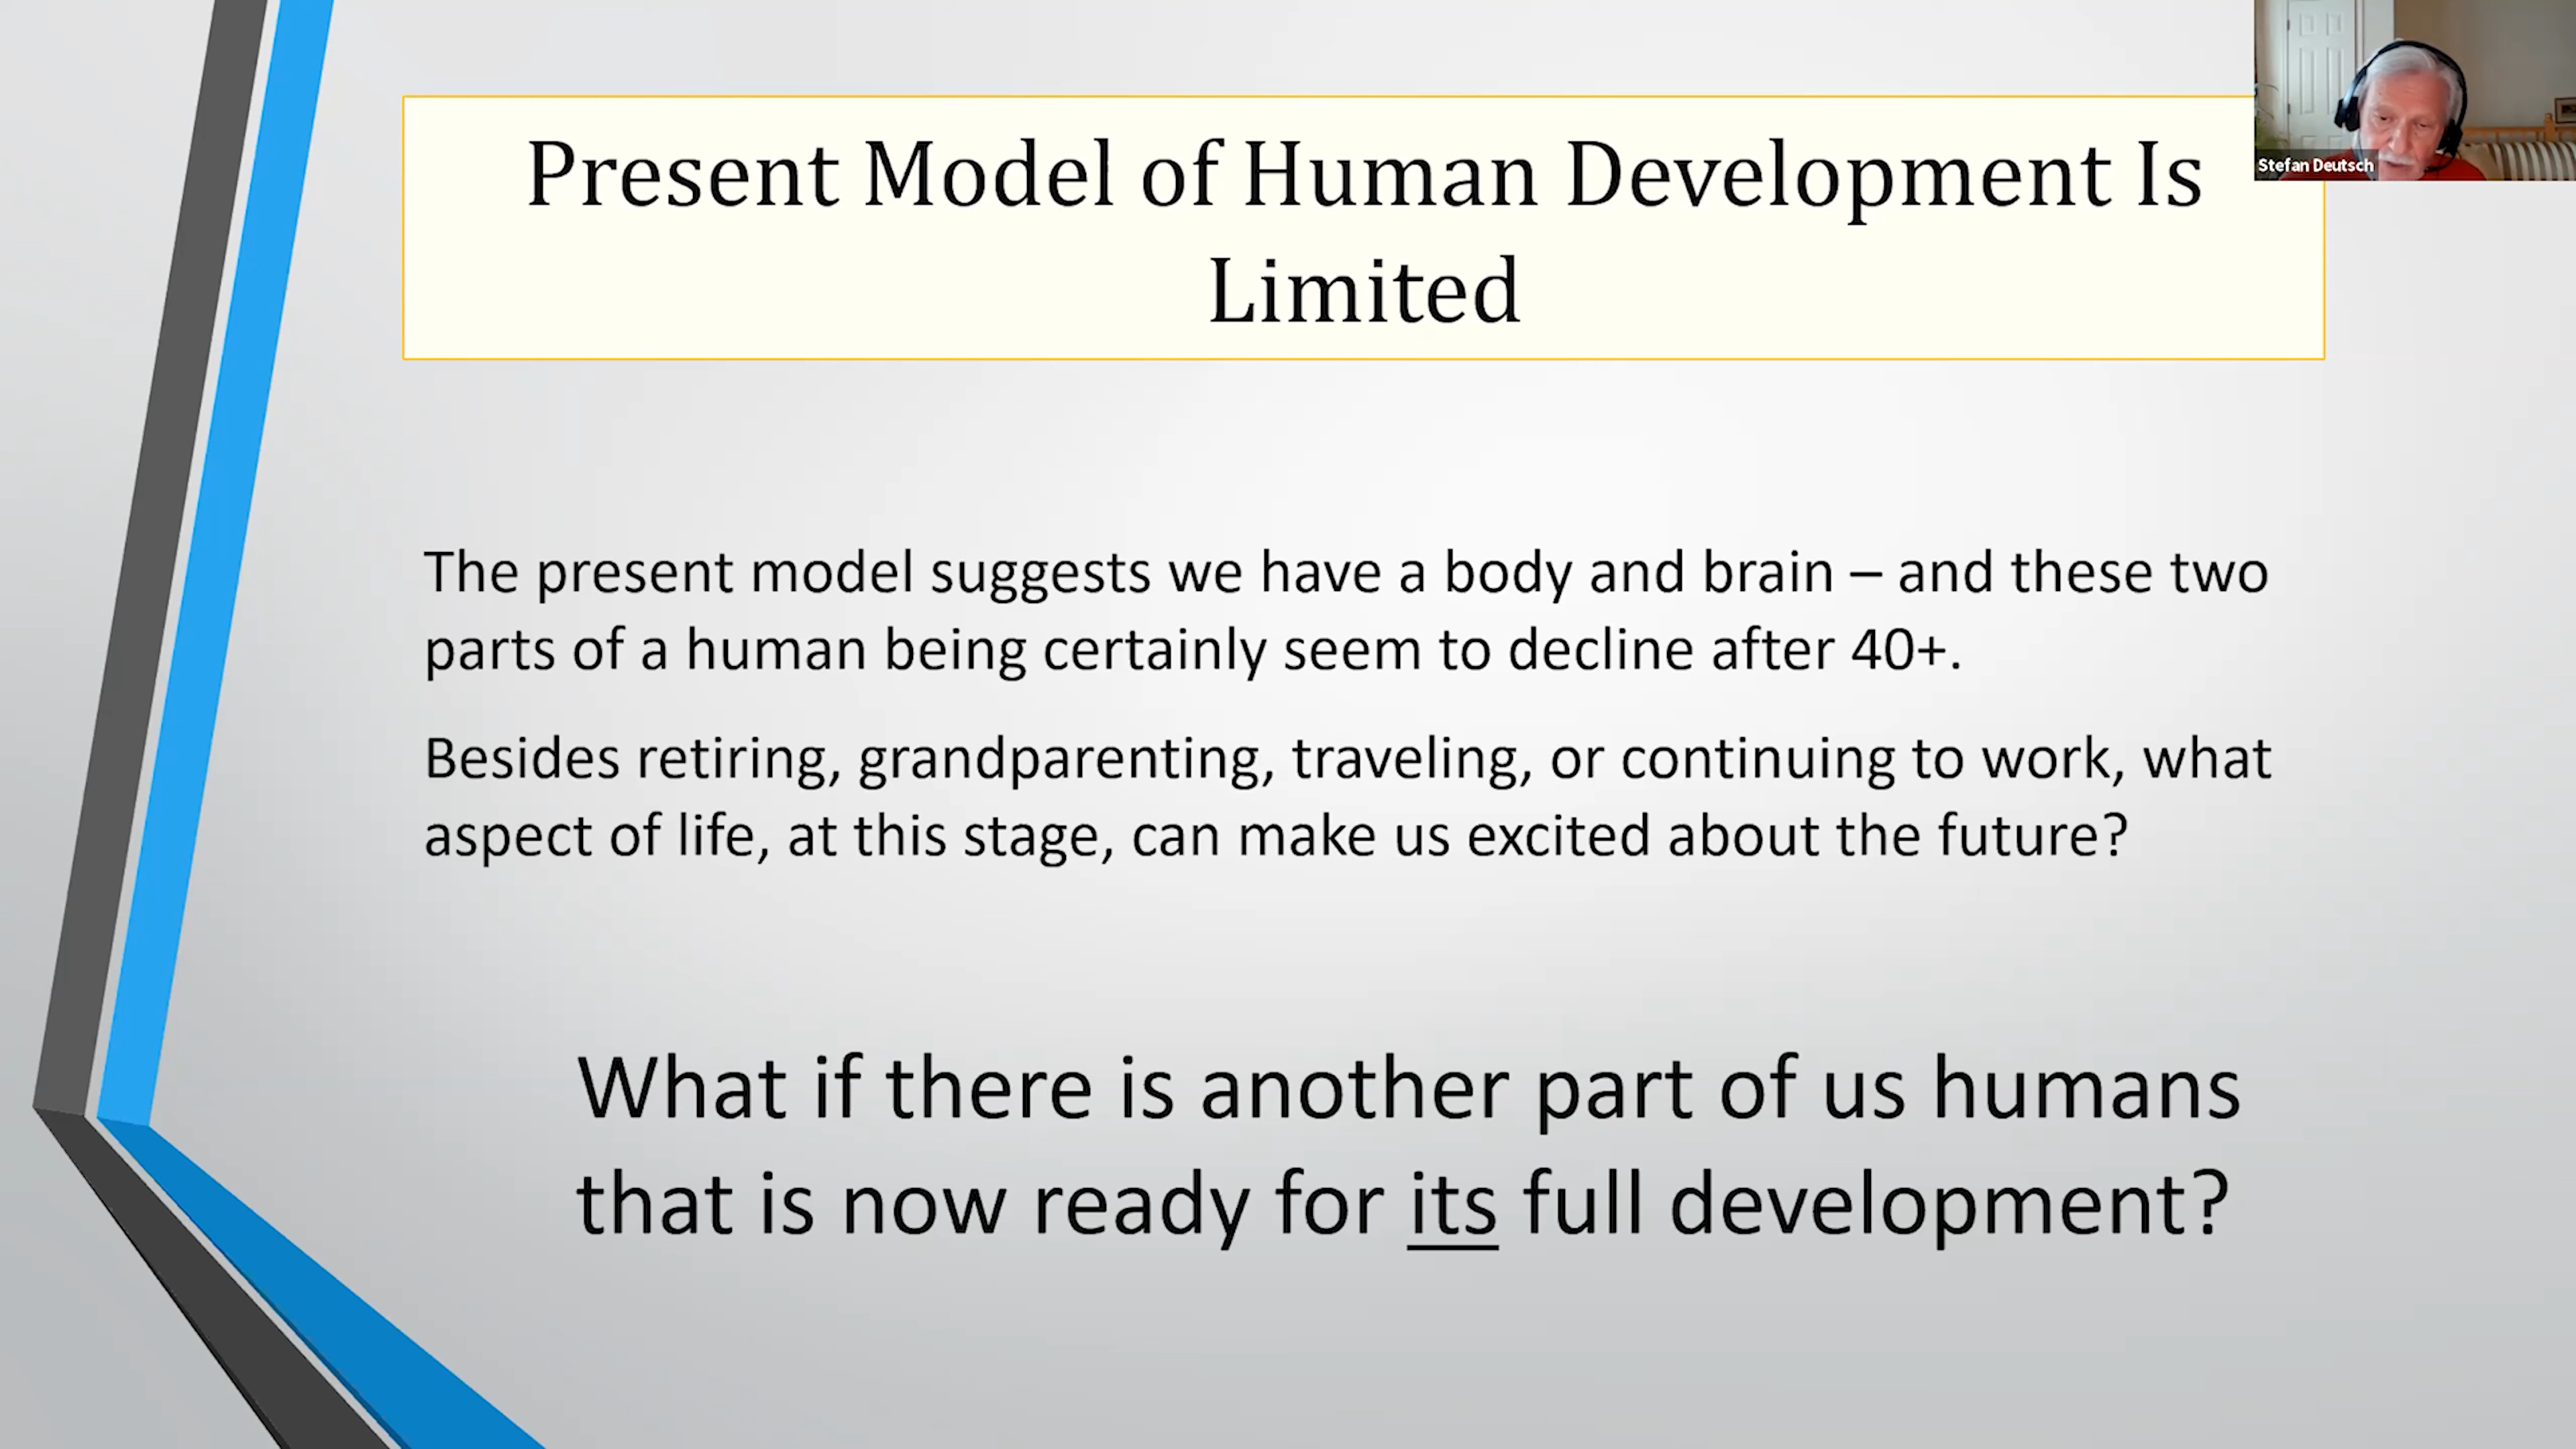 Present Model of Human Development Is
Limited
Stefan Deutsch
The present model suggests we have a body and brain – and these two
parts of a human being certainly seem to decline after 40+.
Besides retiring, grandparenting, traveling, or continuing to work, what
aspect of life, at this stage, can make us excited about the future?
What if there is another part of us humans
that is now ready for its full development?